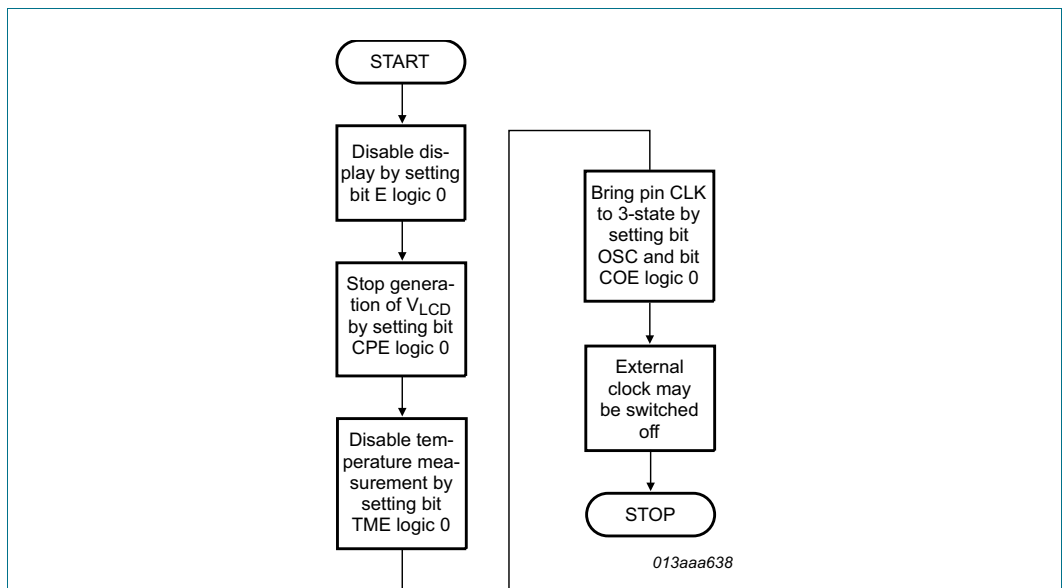 START
Disable dis-
play by setting
bit E logic 0
Stop genera-
tion of VLCD
by setting bit
CPE logic 0
Disable tem-
perature mea-
surement by
setting bit
TME logic 0
Bring pin CLK
to 3-state by
setting bit
OSC and bit
COE logic 0
External
clock may
be switched
off
STOP
013aaa638